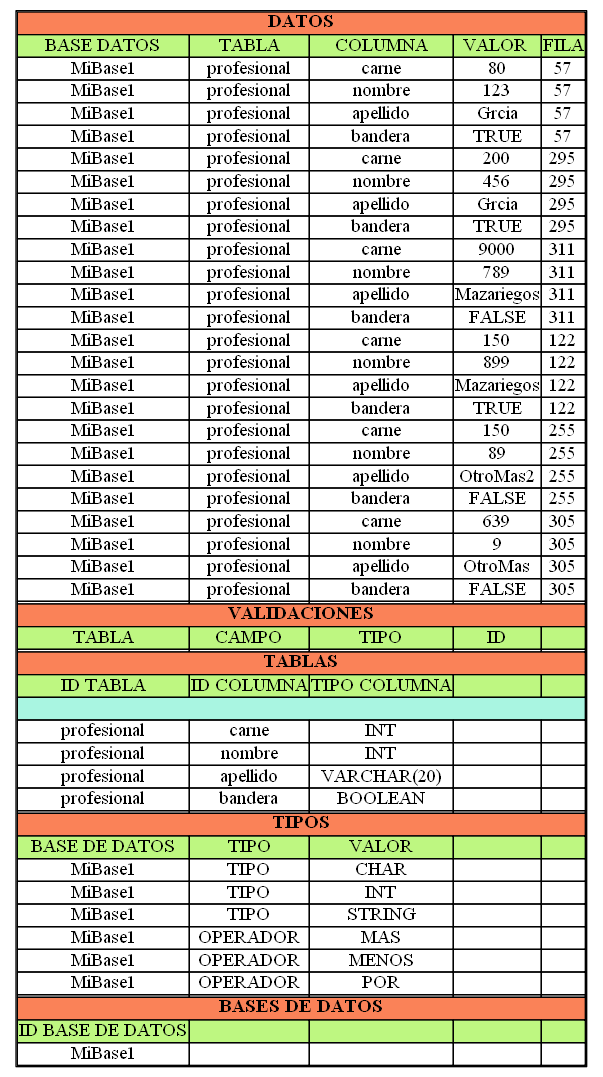 DATOS
BASE DATOS TABLA COLUMNA VALOR FILA
MiBase1 profesional carne 80 57
MiBase1 profesional nombre 123 57
MiBase1 profesional apellido Grcia 57
MiBase1 profesional bandera TRUE 57
MiBase1 profesional carne 200 295
MiBase1 profesional nombre 456 295
MiBase1 profesional apellido Grcia 295
MiBase1 profesional bandera TRUE 295
MiBase1 profesional carne 9000 311
MiBase1 profesional nombre 789 311
MiBase1 profesional apellido Mazariegos 311
MiBase1 profesional bandera FALSE 311
MiBase1 profesional carne 150 122
MiBase1 profesional nombre 899 122
MiBase1 profesional apellido Mazariegos 122
MiBase1 profesional bandera TRUE 122
MiBase1 profesional carne 150 255
MiBase1 profesional nombre 89 255
MiBase1 profesional apellido OtroMas2 255
MiBase1 profesional bandera FALSE 255
MiBase1 profesional carne 639 305
MiBase1 profesional nombre 9 305
MiBase1 profesional apellido OtroMas 305
MiBase1 profesional bandera FALSE 305
VALIDACIONES
TABLA CAMPO TIPO ID
TABLAS
ID TABLA ID COLUMNA TIPO COLUMNA
profesional carne INT
profesional nombre INT
profesional apellido VARCHAR(20)
profesional bandera BOOLEAN
TIPOS
BASE DE DATOS TIPO VALOR
MiBase1 TIPO CHAR
MiBase1 TIPO INT
MiBase1 TIPO STRING
MiBase1 OPERADOR MAS
MiBase1 OPERADOR MENOS
MiBase1 OPERADOR POR
BASES DE DATOS
ID BASE DE DATOS
MiBase1